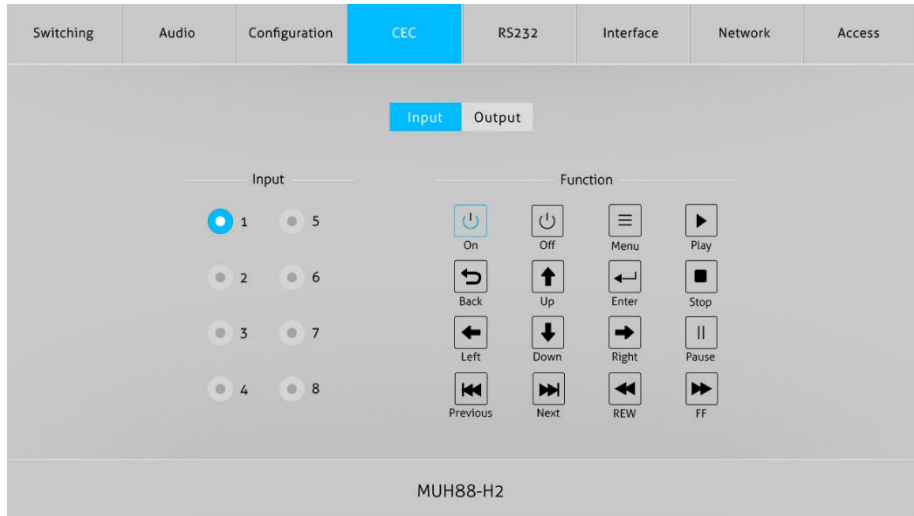 Switching Audio Configuration CEC RS232 Interface Network Access
Input Output
Input Function
1 5
On Off Menu Play
2 6
Back Up Enter Stop
3 7
Left Down Right Pause
4 8
Previous Next REW FF
MUH88-H2